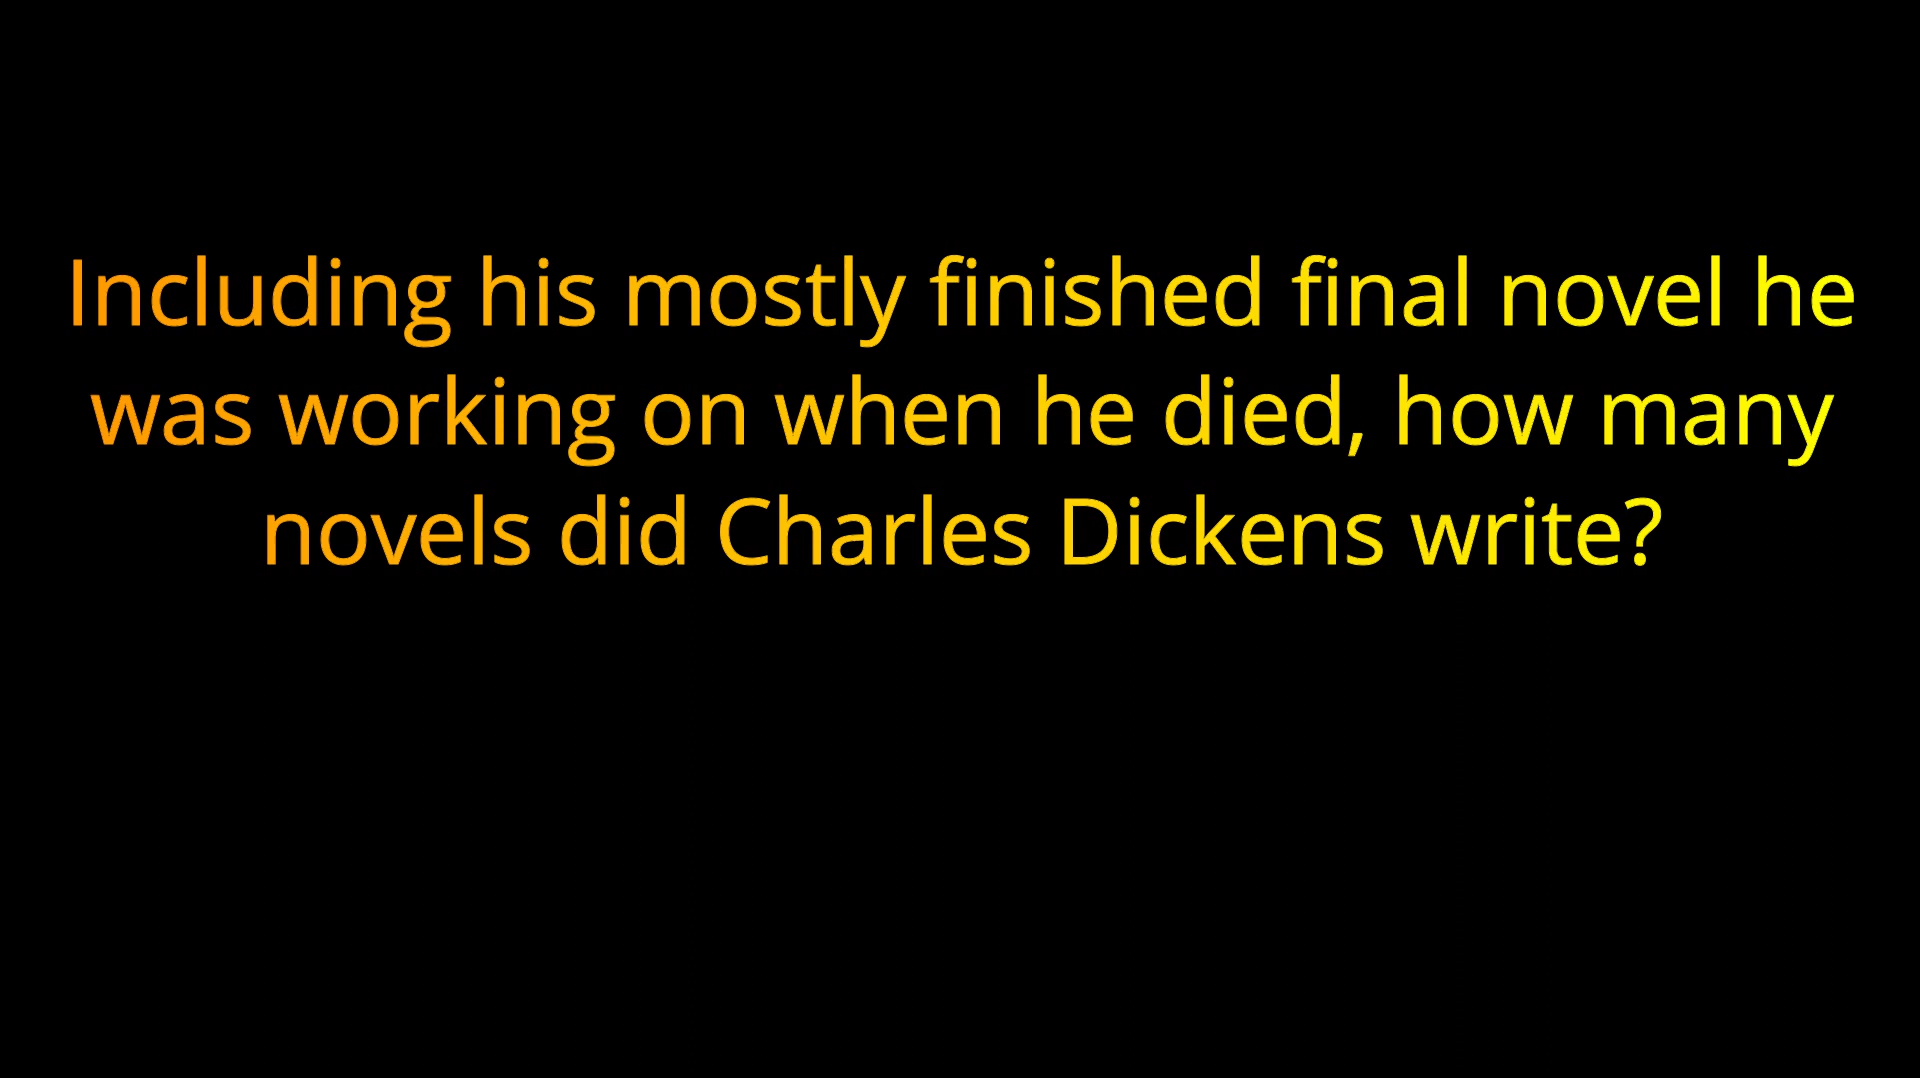 Including his mostly finished final novel he
was working on when he died, how many
novels did Charles Dickens write?